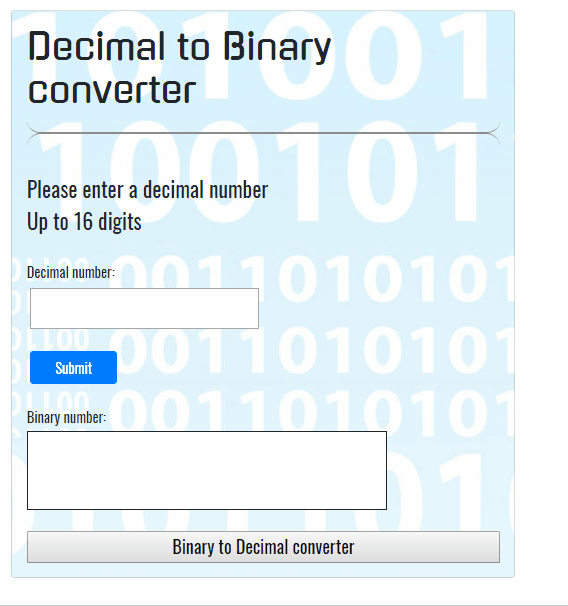 Decimal to Binary
converter
Please enter a decimal number
Up to 16 digits
Decimal number:
Submit
Binary number:
Binary to Decimal converter